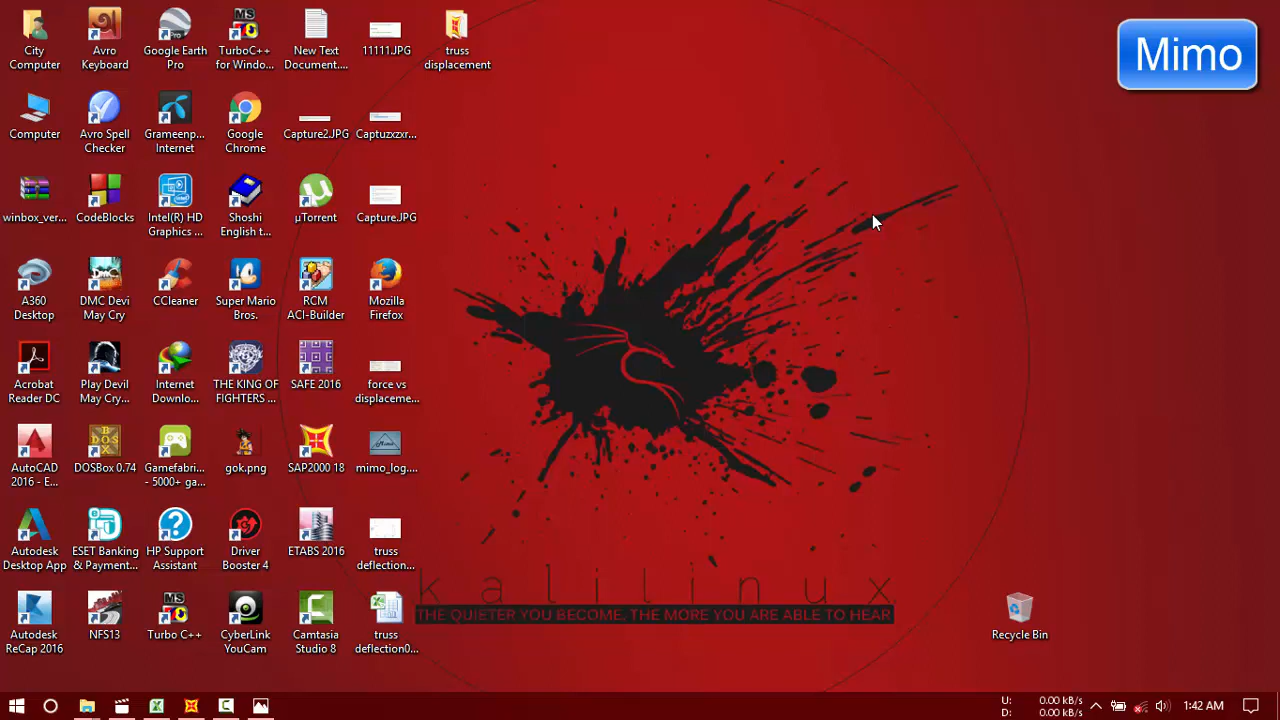 City
Computer
Avro
Keyboard
Google Earth
Pro
TurboC++
for Windo...
New Text
Document....
11111.JPG
truss
displacement
Mimo
Computer
Avro Spell
Checker
Grameenp...
Internet
Google
Chrome
Capture2.JPG
Captuzxzxr...
winbox_ver...
CodeBlocks
Intel(R) HD
Graphics ...
Shoshi
English t...
µTorrent
Capture.JPG
A360
Desktop
DMC Devi
May Cry
CCleaner
Super Mario
Bros.
RCM
ACI-Builder
Mozilla
Firefox
Acrobat
Reader DC
Play Devil
May Cry...
Internet
Downlo...
THE KING OF
FIGHTERS ...
SAFE 2016
force vs
displaceme...
AutoCAD
2016 - E...
DOSBox 0.74
Gamefabri...
- 5000+ ga...
gok.png
SAP2000 18
mimo_log....
Autodesk
Desktop App
ESET Banking
& Paymen...
HP Support
Assistant
Driver
Booster 4
ETABS 2016
truss
deflection...
Autodesk
ReCap 2016
NFS13
Turbo C++
CyberLink
YouCam
Camtasia
Studio 8
truss
deflection0...
kalilinux
THE QUIETER YOU BECOME, THE MORE YOU ARE ABLE TO HEAR
Recycle Bin
U: 0.00 kB/s
D: 0.00 kB/s
1:42 AM